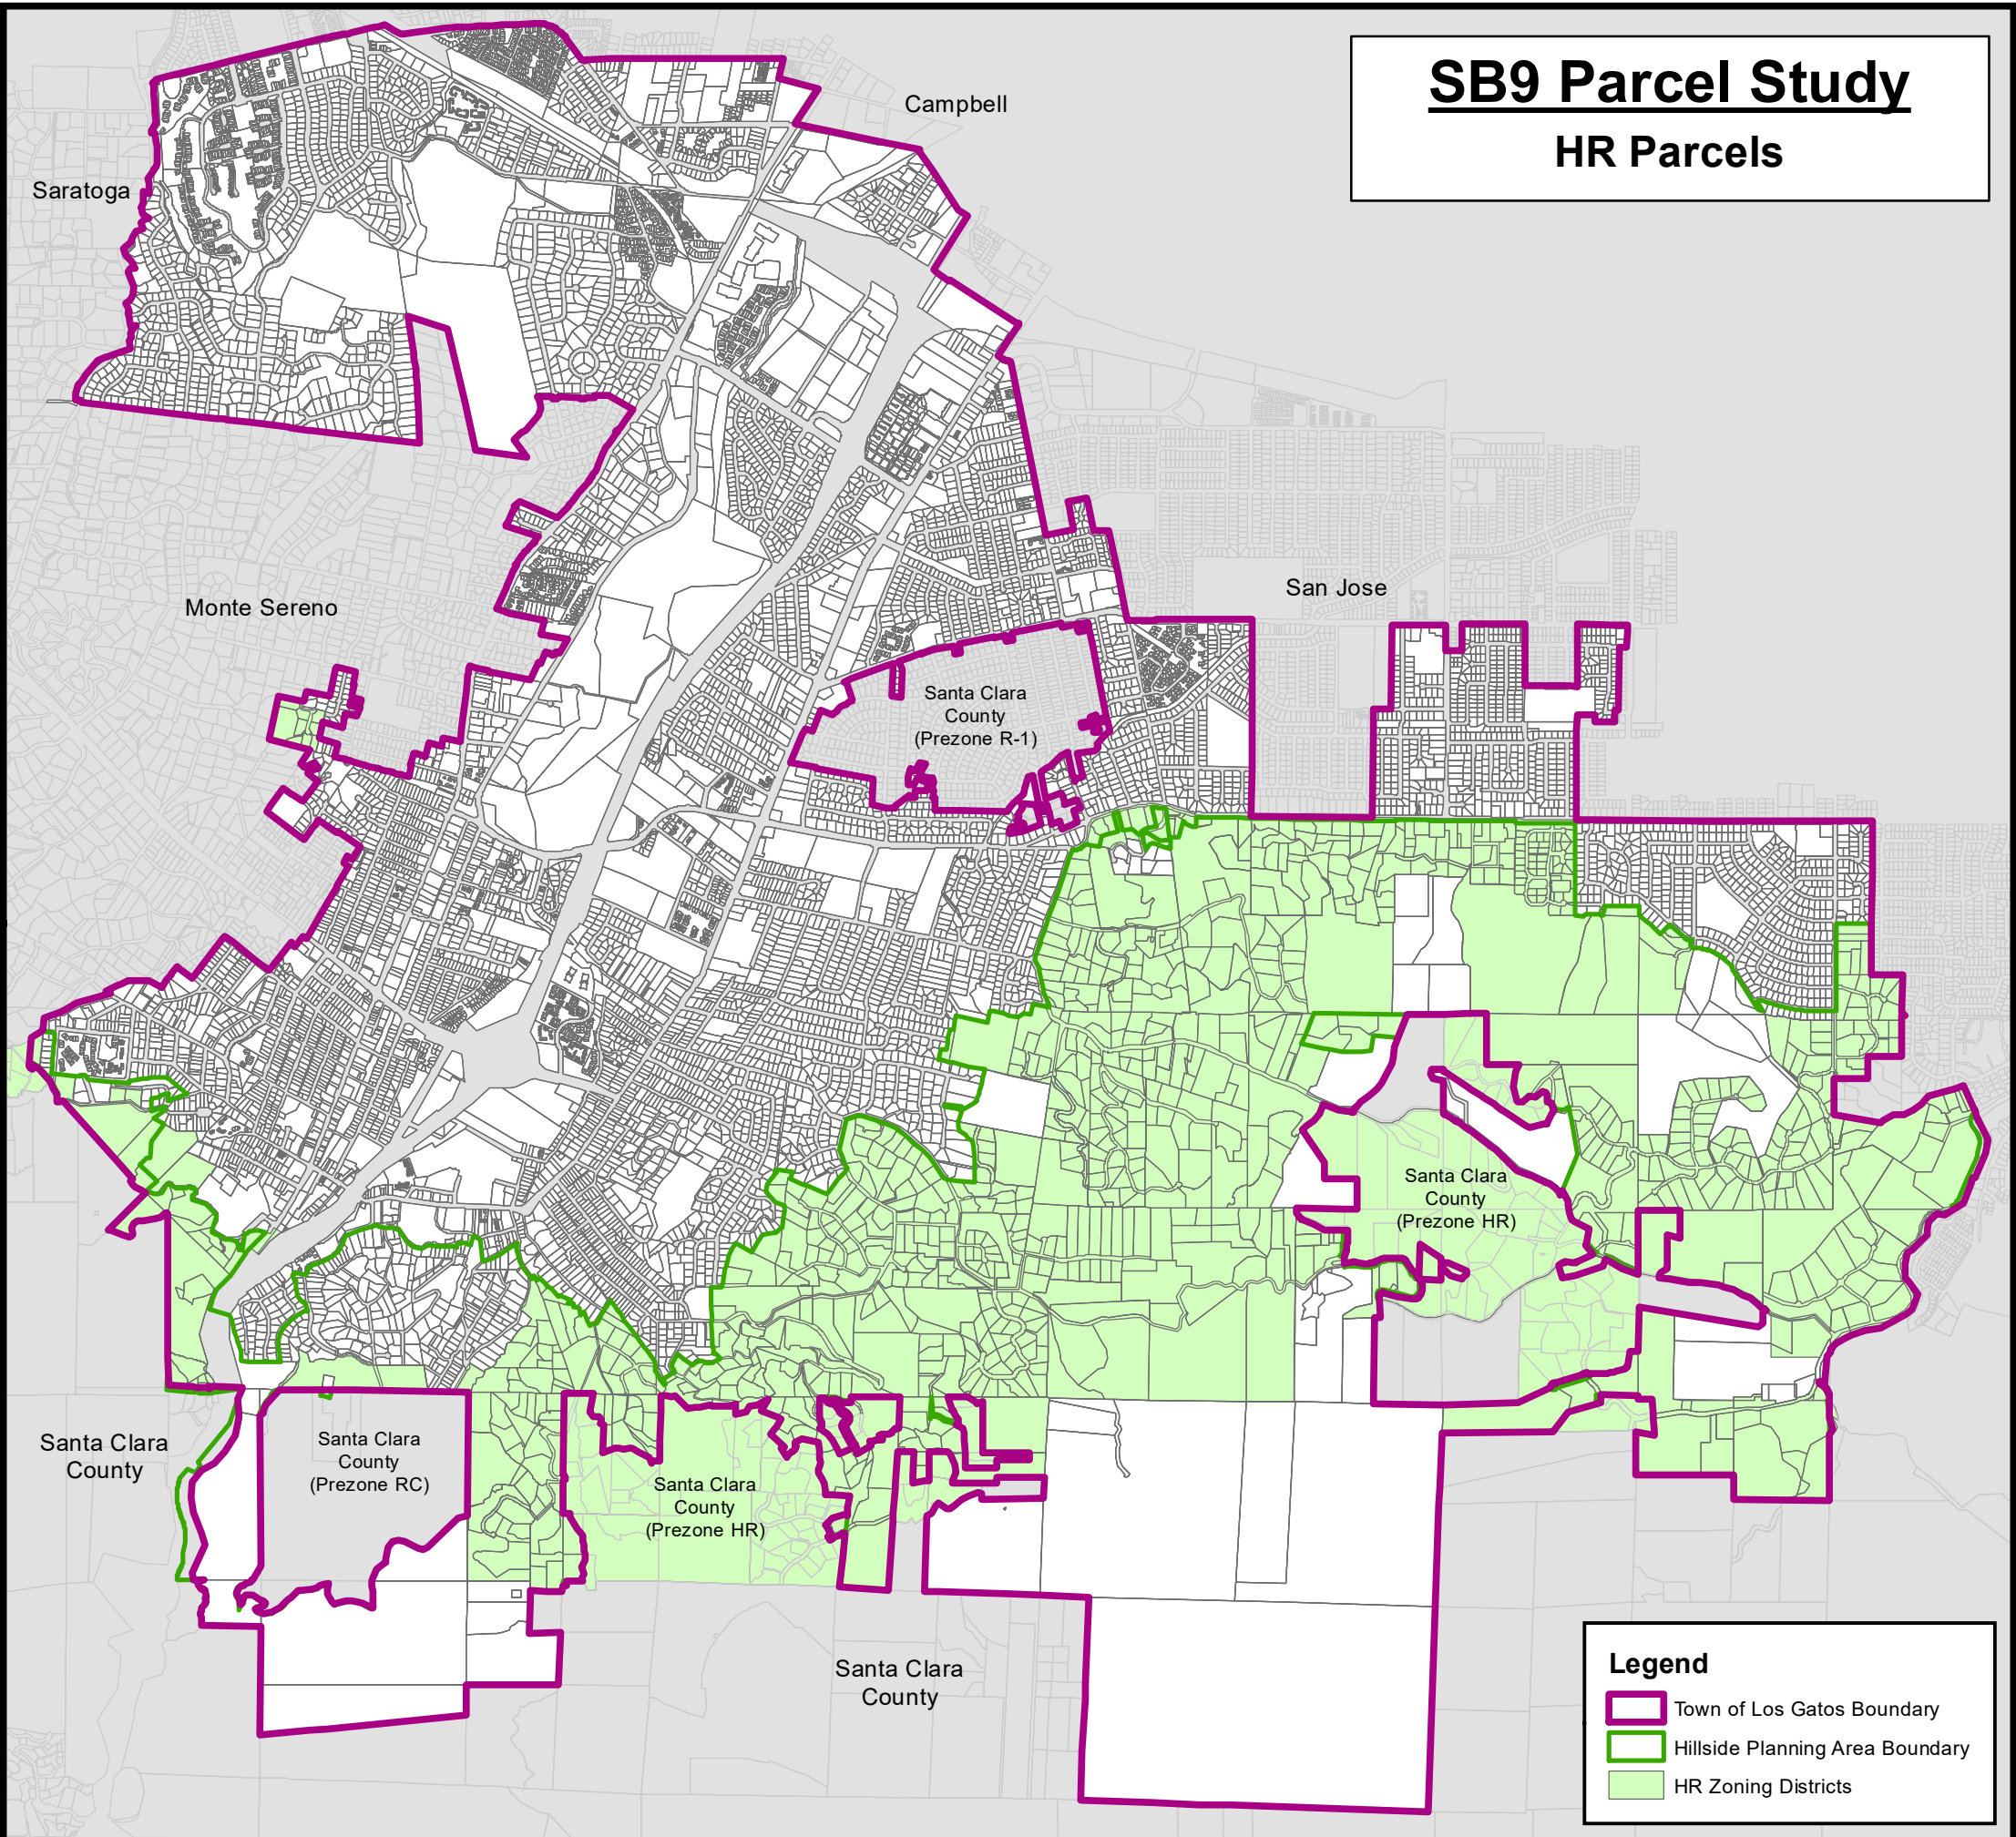 SB9 Parcel Study
HR Parcels
Campbell
Saratoga
San Jose
Monte Sereno
Santa Clara
County
(Prezone R-1)
Santa Clara
County
(Prezone HR)
Santa Clara
County
Santa Clara
County
(Prezone RC)
Santa Clara
County
(Prezone HR)
Santa Clara
County
Legend
Town of Los Gatos Boundary
Hillside Planning Area Boundary
HR Zoning Districts